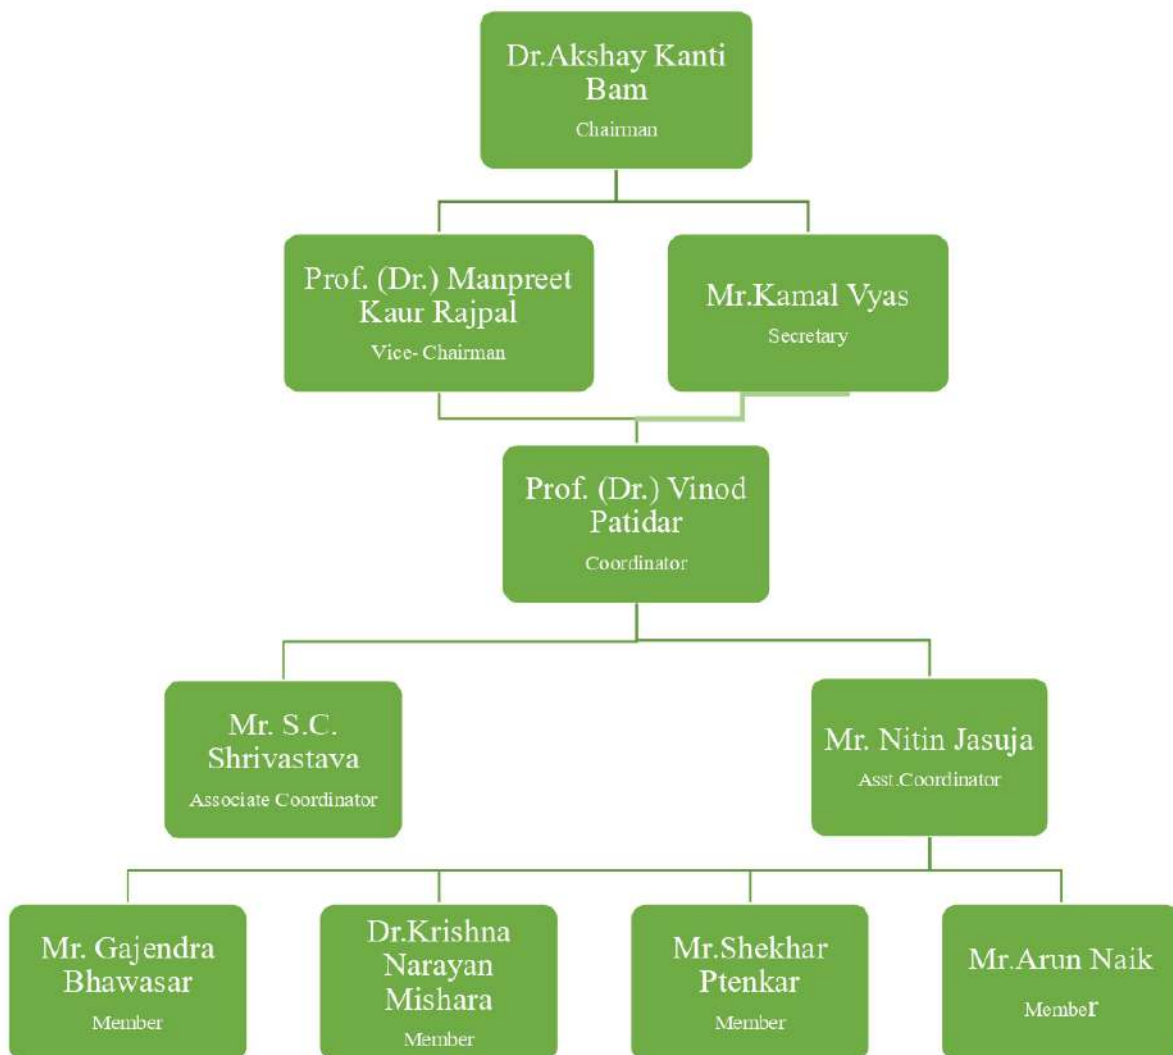 Dr.Akshay Kanti
Bam
Chairman
Prof. (Dr.) Manpreet
Kaur Rajpal
Vice- Chairman
Mr.Kamal Vyas
Secretary
Prof. (Dr.) Vinod
Patidar
Coordinator
Mr. S.C.
Shrivastava
Associate Coordinator
Mr. Nitin Jasuja
Asst.Coordinator
Mr. Gajendra
Bhawasar
Member
Dr.Krishna
Narayan
Mishara
Member
Mr.Shekhar
Ptenkar
Member
Mr.Arun Naik
Member